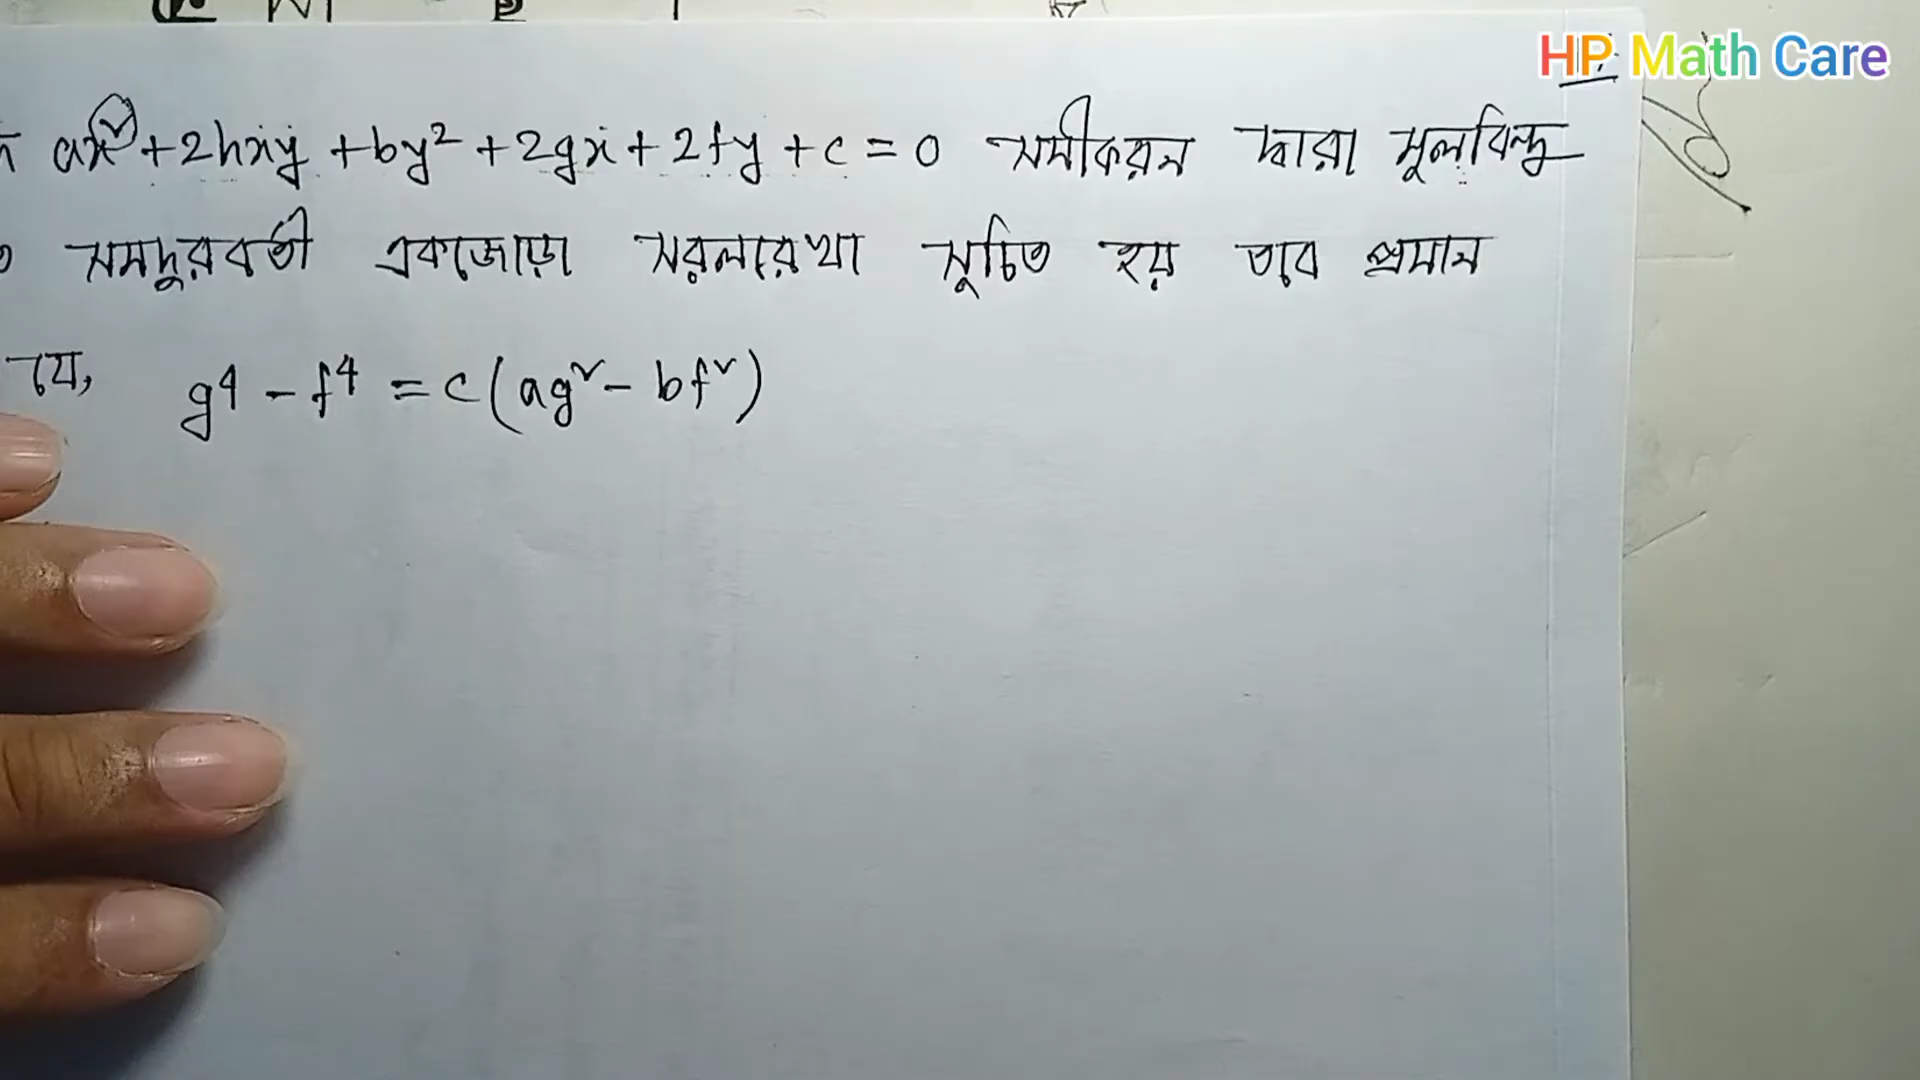 HP Math Care
ax² + 2hxy + by² + 2gx + 2fy + c = 0 সমীকরন দ্বারা মূলবিন্দু
সমদুরবর্তী একজোড়া সরলরেখা সূচিত হয় তবে প্রমান
যে, g⁴ - f⁴ = c(ag² - bf²)